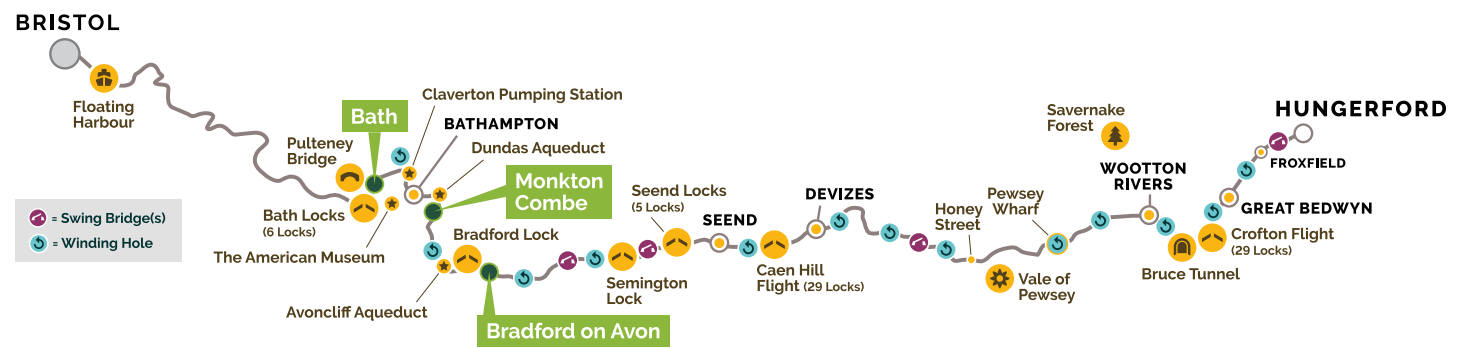 BRISTOL
Floating
Harbour
Pulteney
Bridge
Bath
Claverton Pumping Station
BATHAMPTON
Dundas Aqueduct
Monkton
Combe
Bath Locks
(6 Locks)
The American Museum
= Swing Bridge(s)
= Winding Hole
Bradford Lock
Avoncliff Aqueduct
Bradford on Avon
Semington
Lock
Seend Locks
(5 Locks)
SEEND
DEVIZES
Caen Hill
Flight (29 Locks)
Honey
Street
Pewsey
Wharf
Vale of
Pewsey
Savernake
Forest
WOOTTON
RIVERS
Bruce Tunnel
HUNGERFORD
FROXFIELD
GREAT BEDWYN
Crofton Flight
(29 Locks)